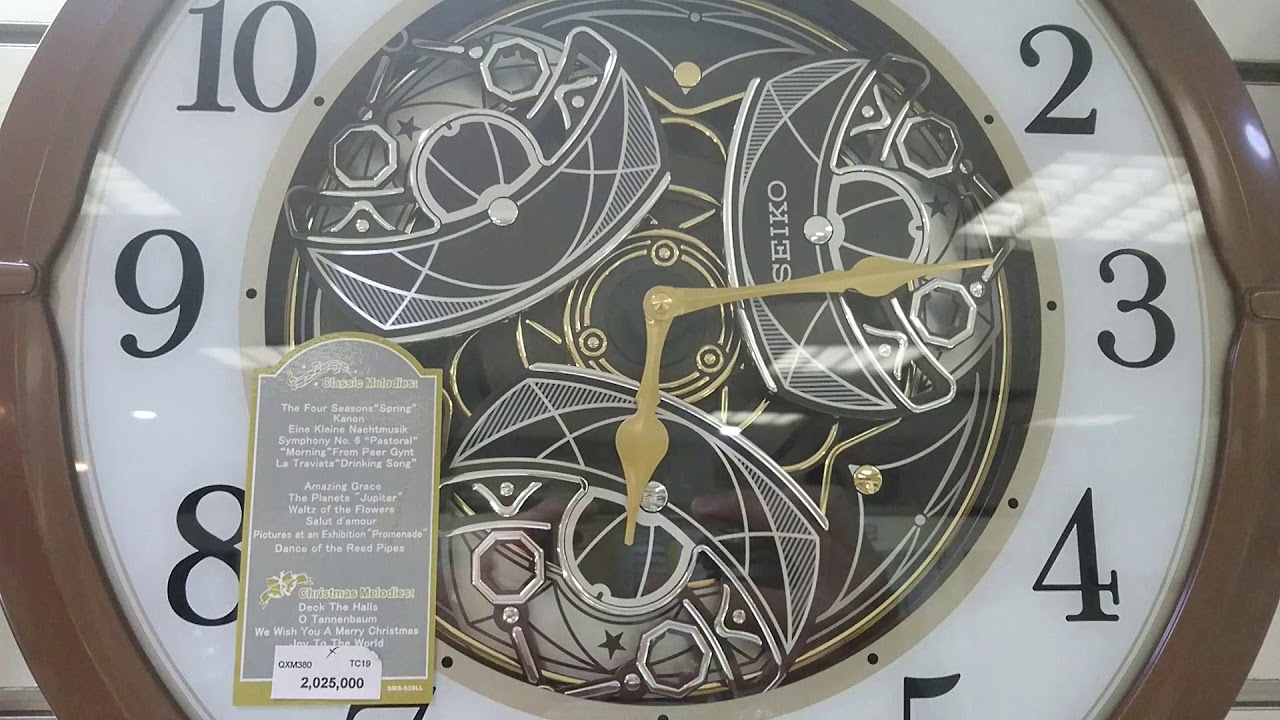 10
2
9
3
SEIKO
8
4
5
7
Classic Melodies:
The Four Seasons"Spring"
Kanon
Eine Kleine Nachtmusik
Symphony No. 6 "Pastoral"
"Morning"From Peer Gynt
La Traviata"Drinking Song"
Amazing Grace
The Planets "Jupiter"
Waltz of the Flowers
Salut d'amour
Pictures at an Exhibition"Promenade"
Dance of the Reed Pipes
Christmas Melodies:
Deck The Halls
O Tannenbaum
We Wish You A Merry Christmas
Joy To The World
QXM380 TC19
2,025,000